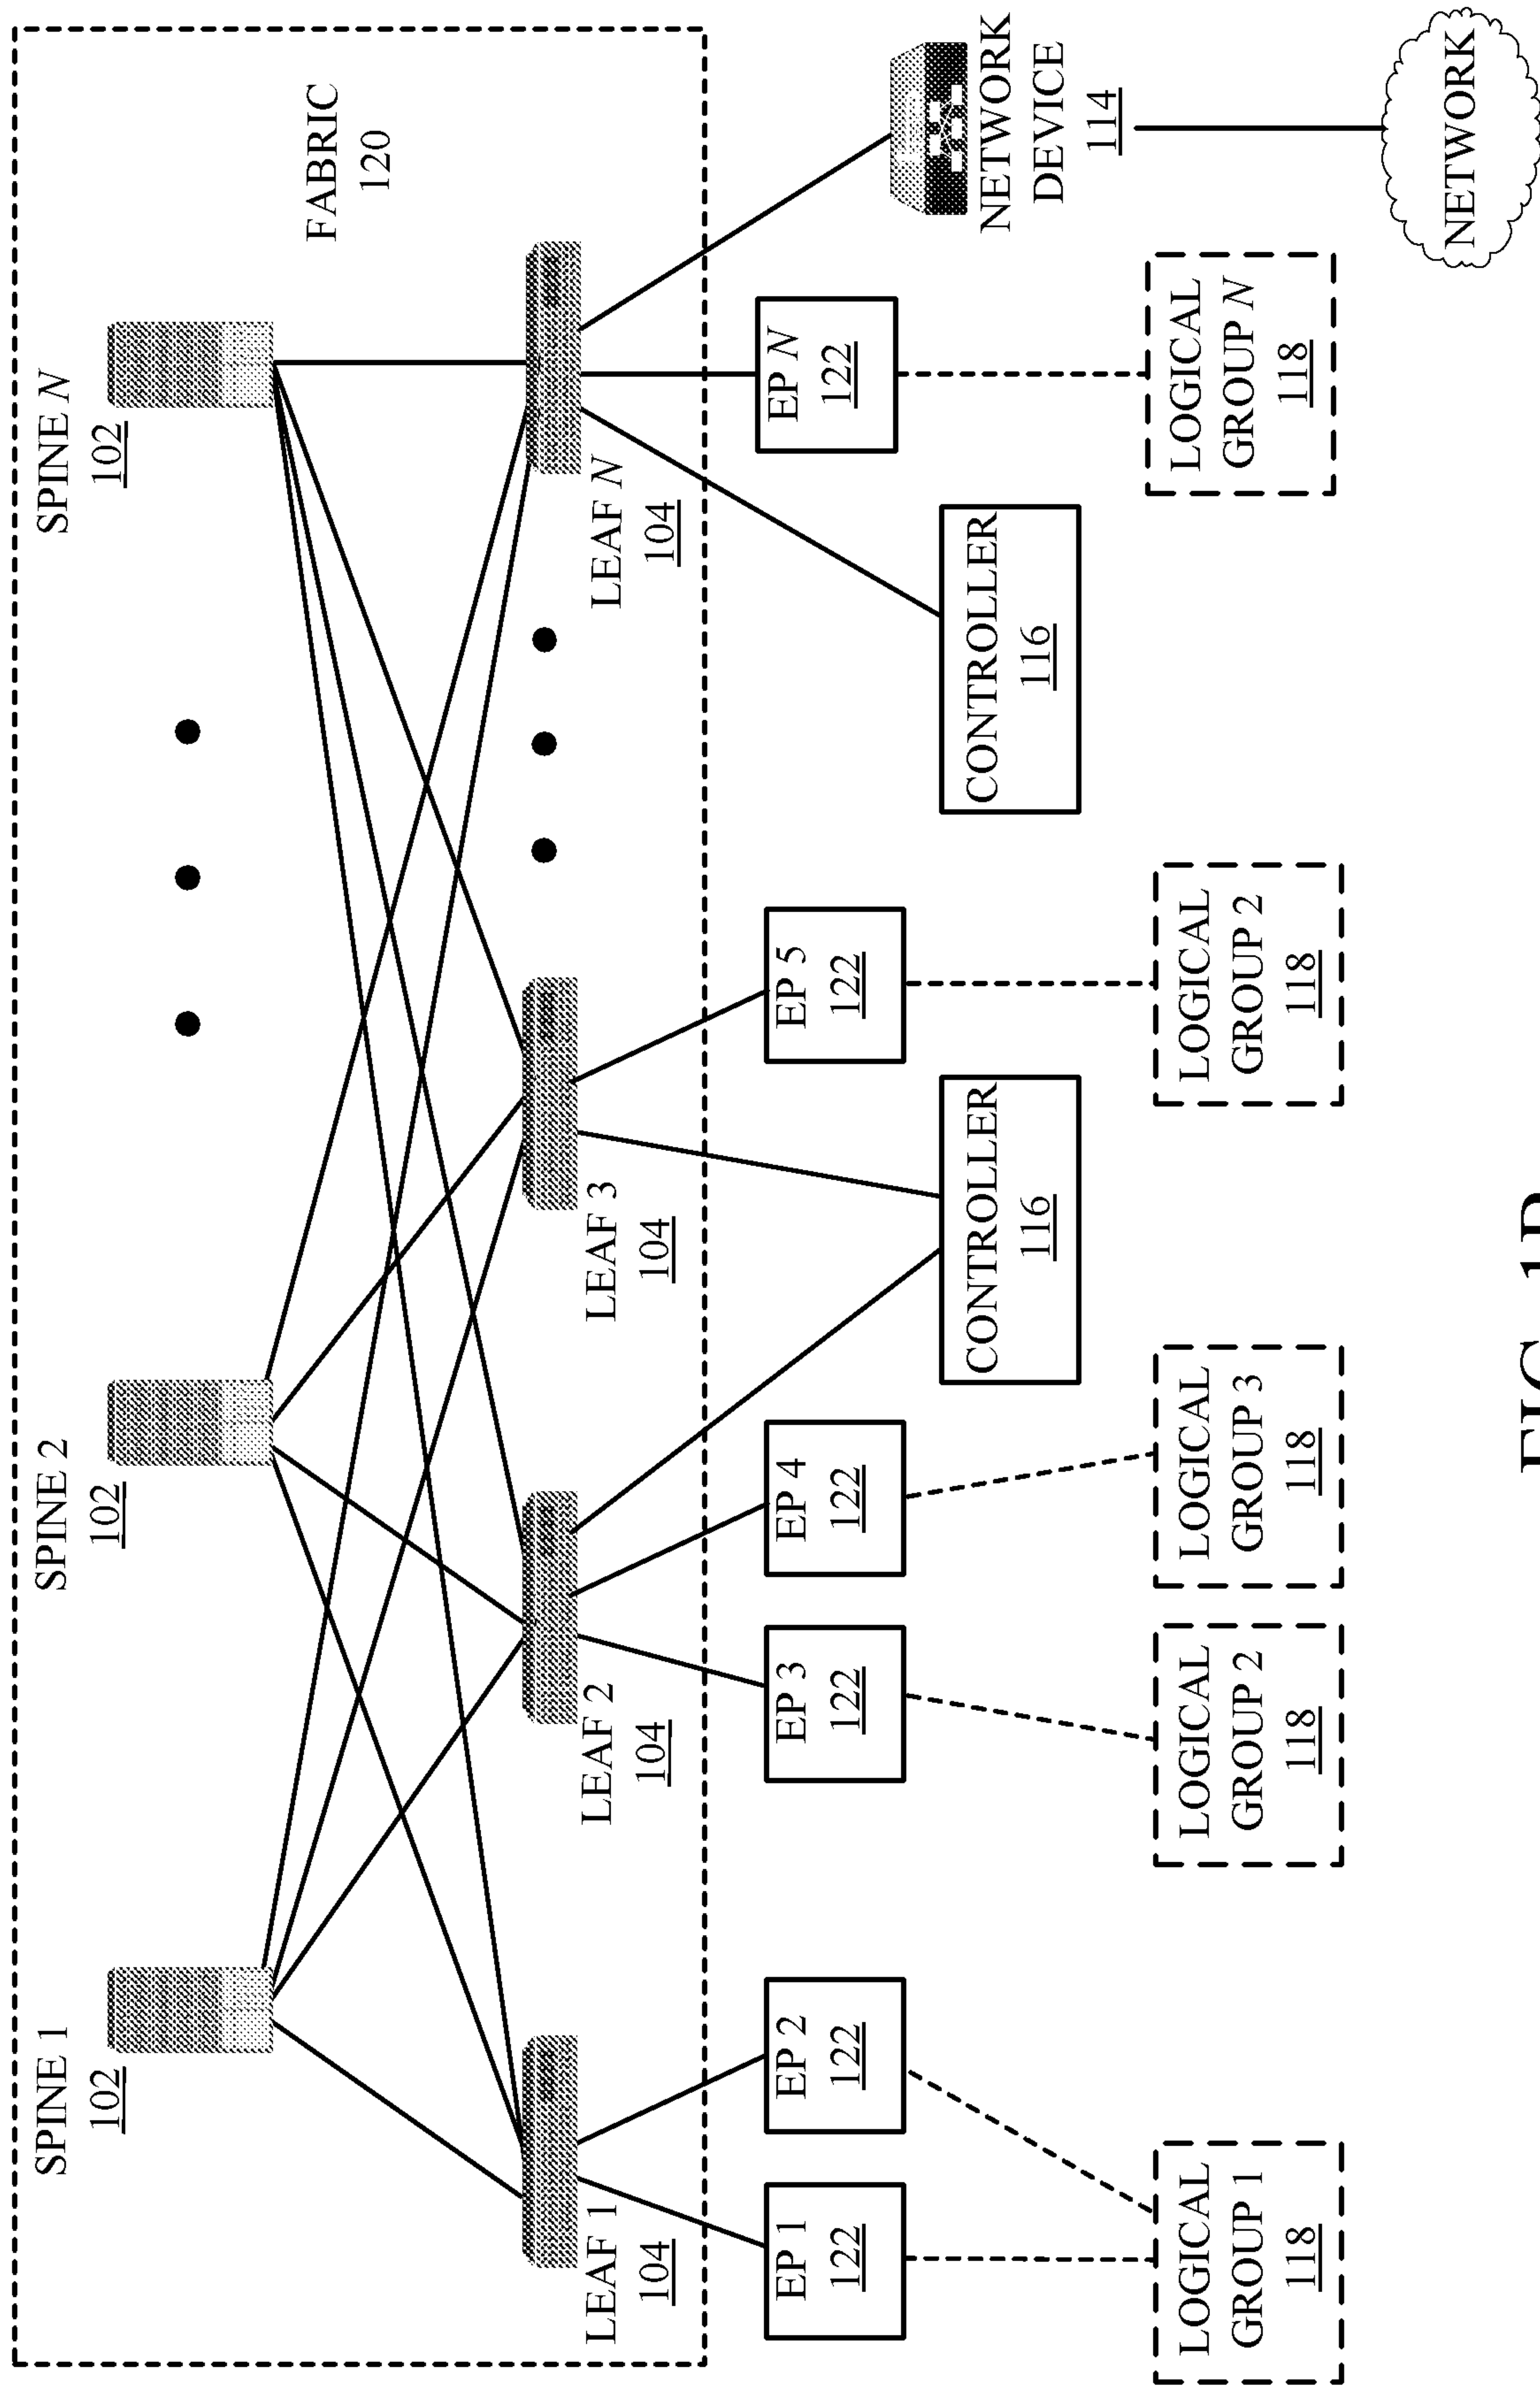 SPINE 1
102
SPINE 2
102
SPINE N
102
FABRIC
120
LEAF 1
104
LEAF 2
104
LEAF 3
104
LEAF N
104
EP 1
122
EP 2
122
EP 3
122
EP 4
122
EP 5
122
EP N
122
NETWORK
DEVICE
114
CONTROLLER
116
CONTROLLER
116
LOGICAL
GROUP 1
118
LOGICAL
GROUP 2
118
LOGICAL
GROUP 3
118
LOGICAL
GROUP 2
118
LOGICAL
GROUP N
118
NETWORK